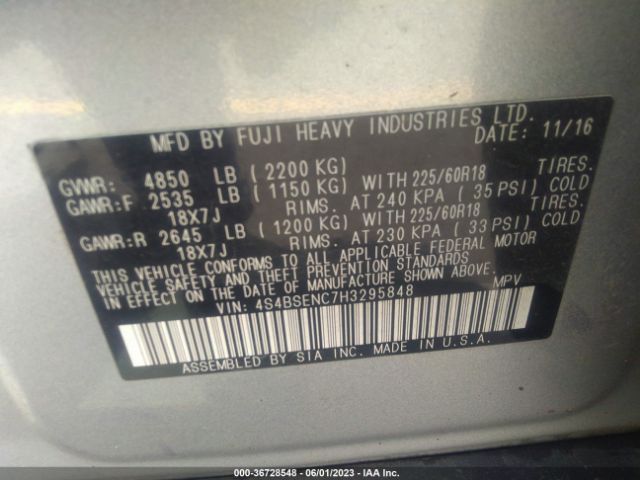 MFD BY FUJI HEAVY INDUSTRIES LTD.
DATE: 11/16
GVWR: 4850 LB (2200 KG)
GAWR:F 2535 LB (1150 KG) WITH 225/60R18 TIRES.
18X7J RIMS. AT 240 KPA (35 PSI) COLD
GAWR:R 2645 LB (1200 KG) WITH 225/60R18 TIRES.
18X7J RIMS. AT 230 KPA (33 PSI) COLD
THIS VEHICLE CONFORMS TO ALL APPLICABLE FEDERAL MOTOR
VEHICLE SAFETY AND THEFT PREVENTION STANDARDS
IN EFFECT ON THE DATE OF MANUFACTURE SHOWN ABOVE.
VIN: 4S4BSENC7H3295848 MPV
ASSEMBLED BY SIA INC. MADE IN U.S.A.
000-36728548 - 06/01/2023 - IAA Inc.